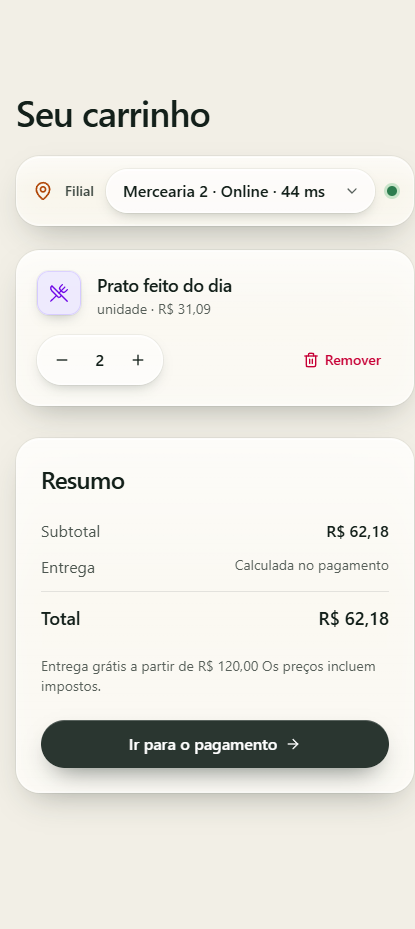 Seu carrinho
Filial
Mercearia 2 · Online · 44 ms
Prato feito do dia
unidade · R$ 31,09
2
Remover
Resumo
Subtotal R$ 62,18
Entrega Calculada no pagamento
Total R$ 62,18
Entrega grátis a partir de R$ 120,00 Os preços incluem
impostos.
Ir para o pagamento →